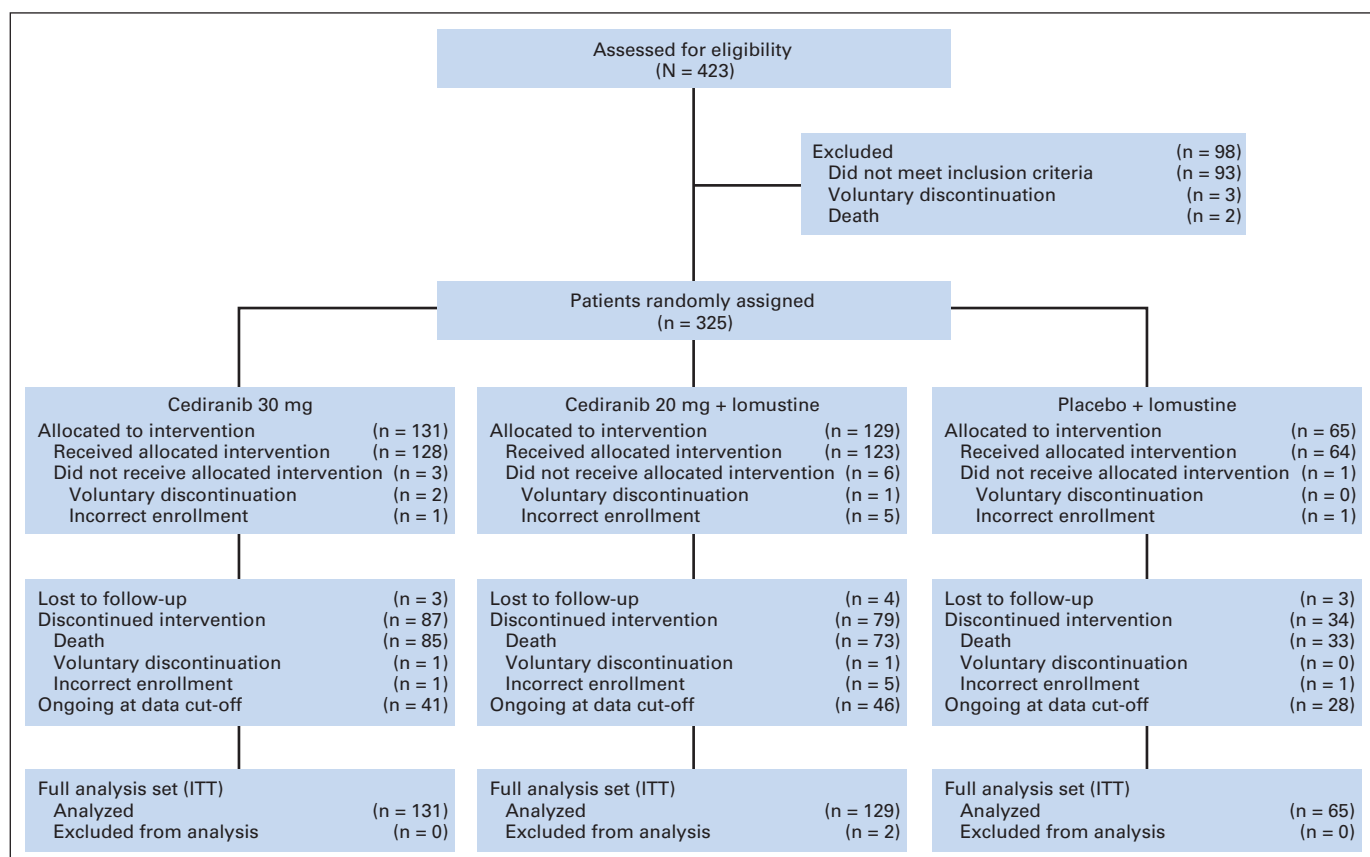 Assessed for eligibility
(N = 423)
Excluded (n = 98)
Did not meet inclusion criteria (n = 93)
Voluntary discontinuation (n = 3)
Death (n = 2)
Patients randomly assigned
(n = 325)
Cediranib 30 mg
Allocated to intervention (n = 131)
Received allocated intervention (n = 128)
Did not receive allocated intervention (n = 3)
Voluntary discontinuation (n = 2)
Incorrect enrollment (n = 1)
Cediranib 20 mg + lomustine
Allocated to intervention (n = 129)
Received allocated intervention (n = 123)
Did not receive allocated intervention (n = 6)
Voluntary discontinuation (n = 1)
Incorrect enrollment (n = 5)
Placebo + lomustine
Allocated to intervention (n = 65)
Received allocated intervention (n = 64)
Did not receive allocated intervention (n = 1)
Voluntary discontinuation (n = 0)
Incorrect enrollment (n = 1)
Lost to follow-up (n = 3)
Discontinued intervention (n = 87)
Death (n = 85)
Voluntary discontinuation (n = 1)
Incorrect enrollment (n = 1)
Ongoing at data cut-off (n = 41)
Lost to follow-up (n = 4)
Discontinued intervention (n = 79)
Death (n = 73)
Voluntary discontinuation (n = 1)
Incorrect enrollment (n = 5)
Ongoing at data cut-off (n = 46)
Lost to follow-up (n = 3)
Discontinued intervention (n = 34)
Death (n = 33)
Voluntary discontinuation (n = 0)
Incorrect enrollment (n = 1)
Ongoing at data cut-off (n = 28)
Full analysis set (ITT)
Analyzed (n = 131)
Excluded from analysis (n = 0)
Full analysis set (ITT)
Analyzed (n = 129)
Excluded from analysis (n = 2)
Full analysis set (ITT)
Analyzed (n = 65)
Excluded from analysis (n = 0)